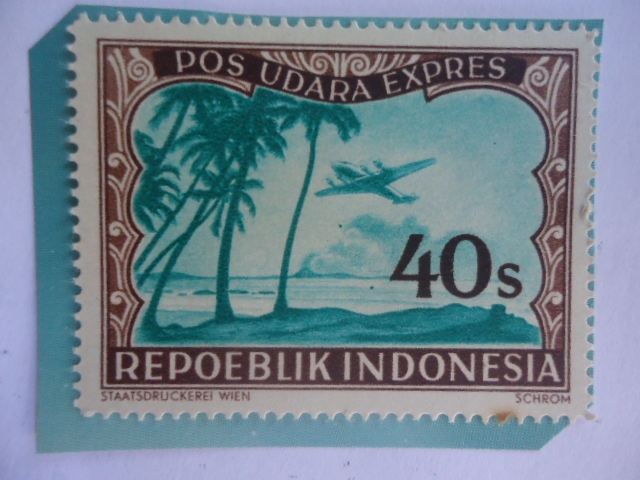 POS UDARA EXPRES
40s
REPOEBLIK INDONESIA
STAATSDRUCKEREI WIEN SCHROM